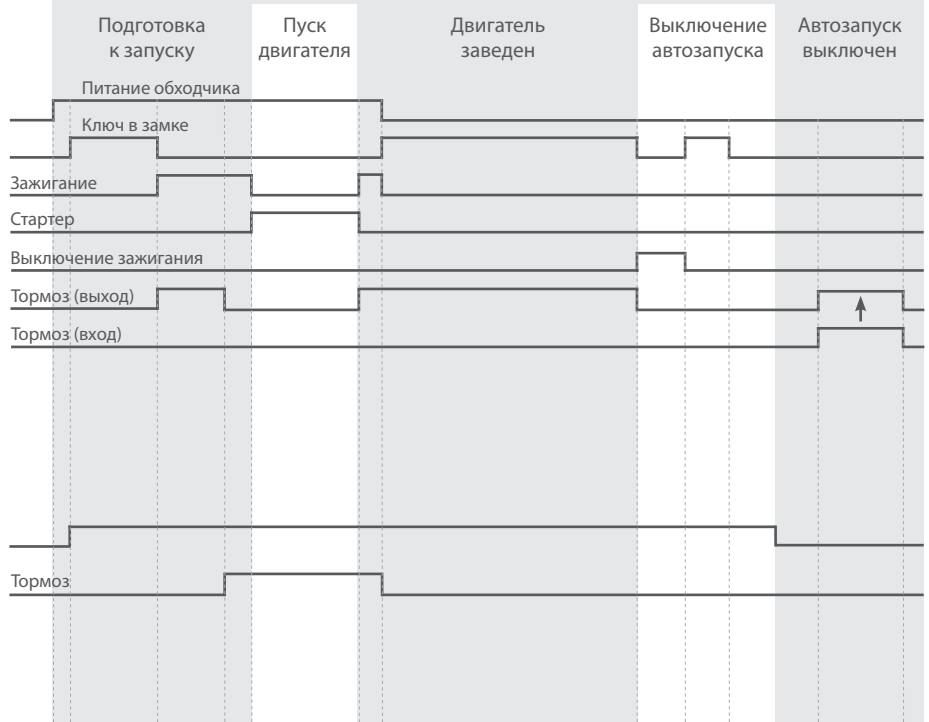 Подготовка
к запуску
Пуск
двигателя
Двигатель
заведен
Выключение
автозапуска
Автозапуск
выключен
Питание обходчика
Ключ в замке
Зажигание
Стартер
Выключение зажигания
Тормоз (выход)
Тормоз (вход)
Тормоз